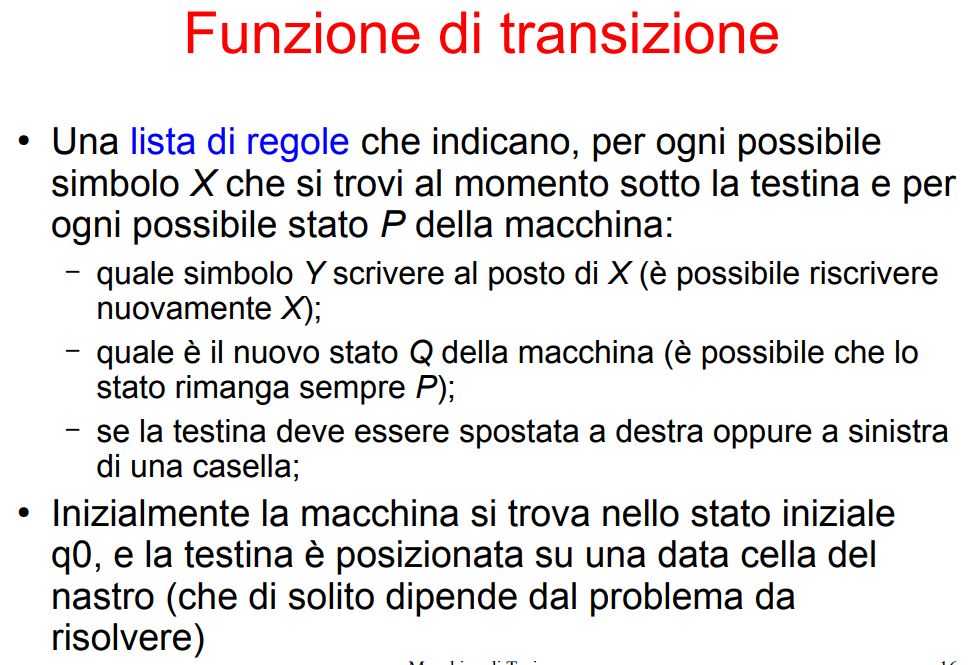 Funzione di transizione
• Una lista di regole che indicano, per ogni possibile
simbolo X che si trovi al momento sotto la testina e per
ogni possibile stato P della macchina:
– quale simbolo Y scrivere al posto di X (è possibile riscrivere
nuovamente X);
– quale è il nuovo stato Q della macchina (è possibile che lo
stato rimanga sempre P);
– se la testina deve essere spostata a destra oppure a sinistra
di una casella;
• Inizialmente la macchina si trova nello stato iniziale
q0, e la testina è posizionata su una data cella del
nastro (che di solito dipende dal problema da
risolvere)